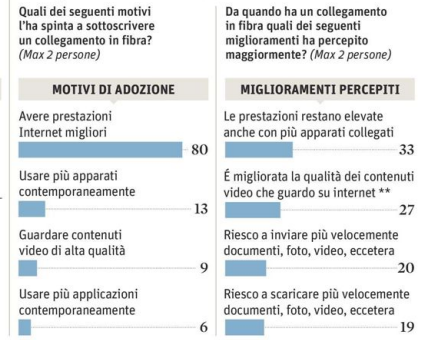 Quali dei seguenti motivi
l'ha spinta a sottoscrivere
un collegamento in fibra?
(Max 2 persone)
MOTIVI DI ADOZIONE
Avere prestazioni
Internet migliori
80
Usare più apparati
contemporaneamente
13
Guardare contenuti
video di alta qualità
9
Usare più applicazioni
contemporaneamente
6
Da quando ha un collegamento
in fibra quali dei seguenti
miglioramenti ha percepito
maggiormente? (Max 2 persone)
MIGLIORAMENTI PERCEPITI
Le prestazioni restano elevate
anche con più apparati collegati
33
É migliorata la qualità dei contenuti
video che guardo su internet **
27
Riesco a inviare più velocemente
documenti, foto, video, eccetera
20
Riesco a scaricare più velocemente
documenti, foto, video, eccetera
19